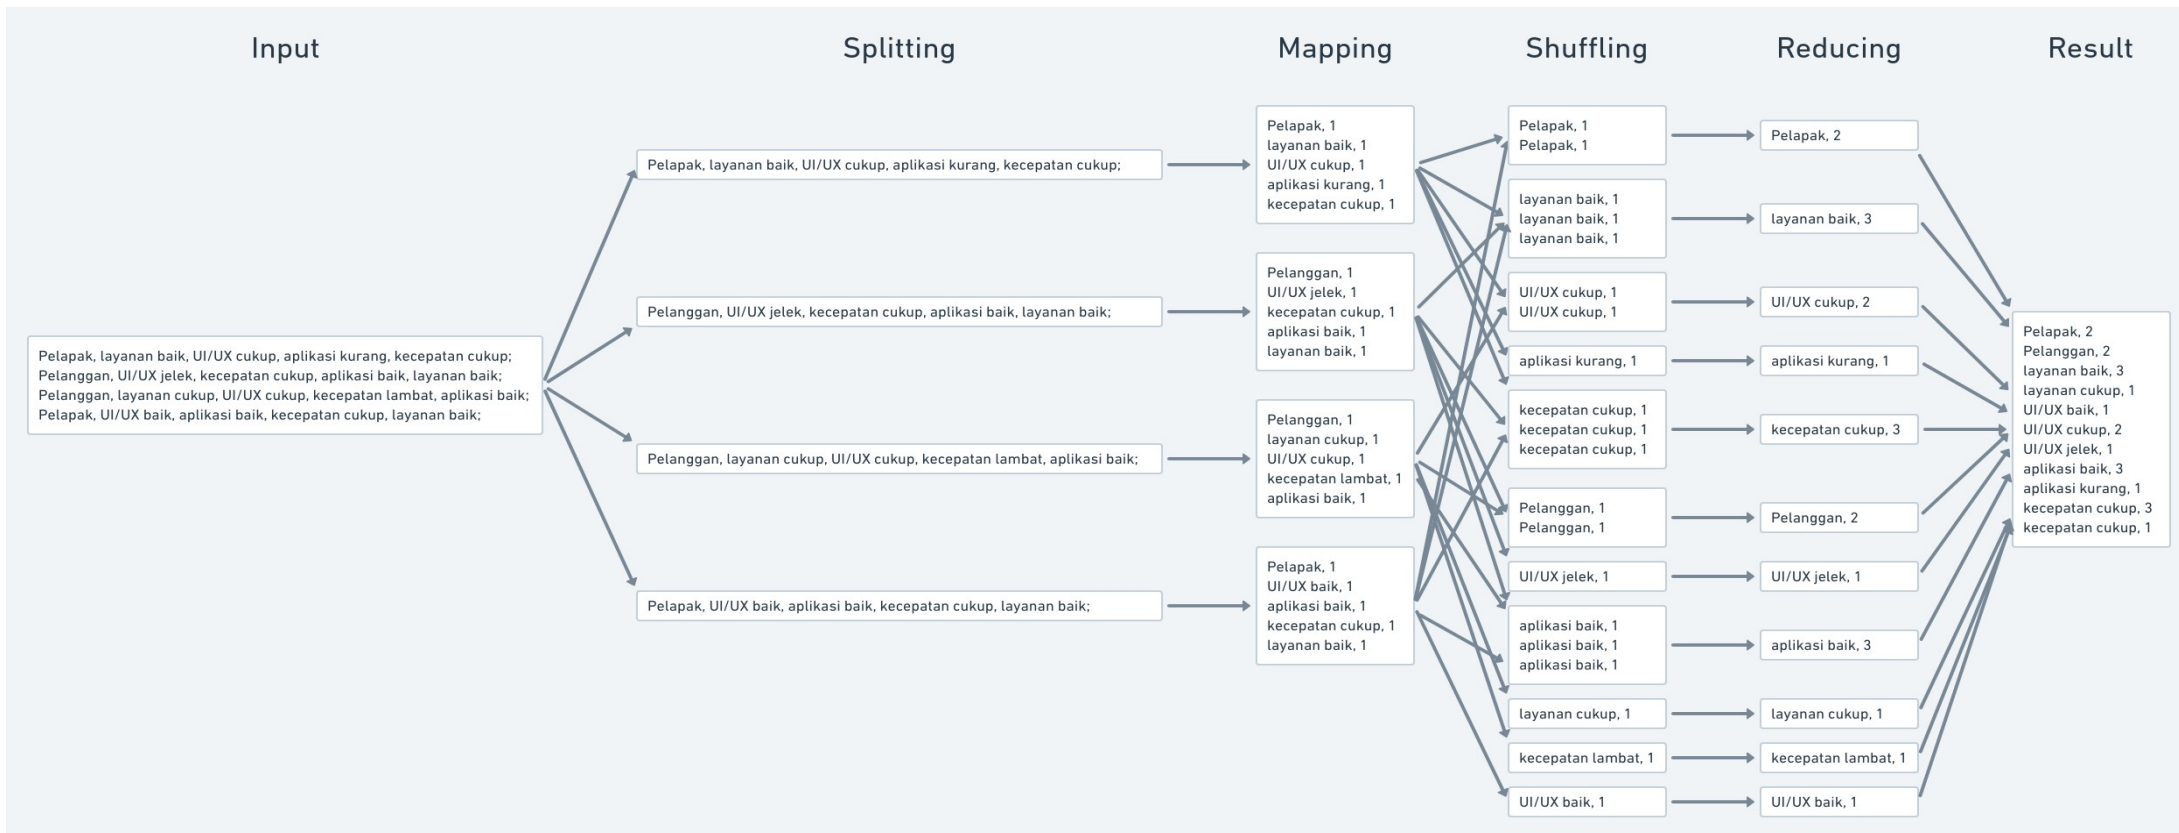 Input
Splitting
Mapping
Shuffling
Reducing
Result
Pelapak, layanan baik, UI/UX cukup, aplikasi kurang, kecepatan cukup;
Pelanggan, UI/UX jelek, kecepatan cukup, aplikasi baik, layanan baik;
Pelanggan, layanan cukup, UI/UX cukup, kecepatan lambat, aplikasi baik;
Pelapak, UI/UX baik, aplikasi baik, kecepatan cukup, layanan baik;
Pelapak, layanan baik, UI/UX cukup, aplikasi kurang, kecepatan cukup;
Pelanggan, UI/UX jelek, kecepatan cukup, aplikasi baik, layanan baik;
Pelanggan, layanan cukup, UI/UX cukup, kecepatan lambat, aplikasi baik;
Pelapak, UI/UX baik, aplikasi baik, kecepatan cukup, layanan baik;
Pelapak, 1
layanan baik, 1
UI/UX cukup, 1
aplikasi kurang, 1
kecepatan cukup, 1
Pelanggan, 1
UI/UX jelek, 1
kecepatan cukup, 1
aplikasi baik, 1
layanan baik, 1
Pelanggan, 1
layanan cukup, 1
UI/UX cukup, 1
kecepatan lambat, 1
aplikasi baik, 1
Pelapak, 1
UI/UX baik, 1
aplikasi baik, 1
kecepatan cukup, 1
layanan baik, 1
Pelapak, 1
Pelapak, 1
layanan baik, 1
layanan baik, 1
layanan baik, 1
UI/UX cukup, 1
UI/UX cukup, 1
aplikasi kurang, 1
kecepatan cukup, 1
kecepatan cukup, 1
kecepatan cukup, 1
Pelanggan, 1
Pelanggan, 1
UI/UX jelek, 1
aplikasi baik, 1
aplikasi baik, 1
aplikasi baik, 1
layanan cukup, 1
kecepatan lambat, 1
UI/UX baik, 1
Pelapak, 2
layanan baik, 3
UI/UX cukup, 2
aplikasi kurang, 1
kecepatan cukup, 3
Pelanggan, 2
UI/UX jelek, 1
aplikasi baik, 3
layanan cukup, 1
kecepatan lambat, 1
UI/UX baik, 1
Pelapak, 2
Pelanggan, 2
layanan baik, 3
layanan cukup, 1
UI/UX baik, 1
UI/UX cukup, 2
UI/UX jelek, 1
aplikasi baik, 3
aplikasi kurang, 1
kecepatan cukup, 3
kecepatan cukup, 1